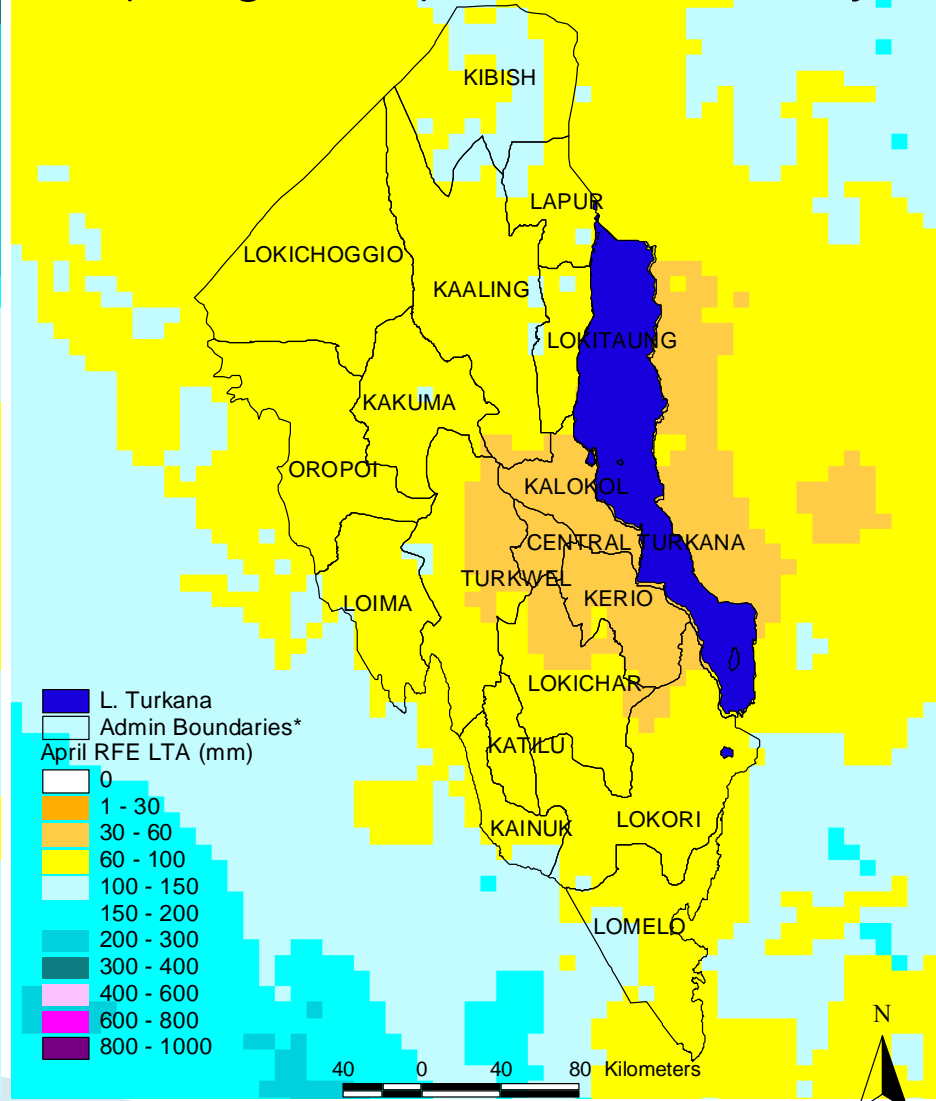 KIBISH
LAPUR
LOKICHOGGIO
KAALING
LOKITAUNG
KAKUMA
OROPOI
KALOKOL
CENTRAL TURKANA
TURKWEL
KERIO
LOIMA
LOKICHAR
KATILU
KAINUK
LOKORI
LOMELO
L. Turkana
Admin Boundaries*
April RFE LTA (mm)
0
1 - 30
30 - 60
60 - 100
100 - 150
150 - 200
200 - 300
300 - 400
400 - 600
600 - 800
800 - 1000
40 0 40 80 Kilometers
N